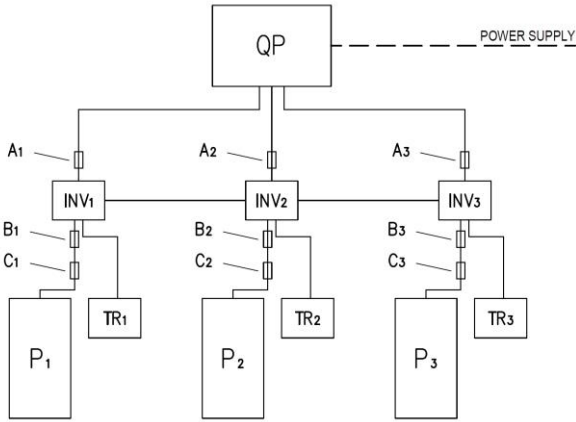 QP
POWER SUPPLY
A1
A2
A3
INV1
INV2
INV3
B1
B2
B3
C1
C2
C3
TR1
TR2
TR3
P1
P2
P3